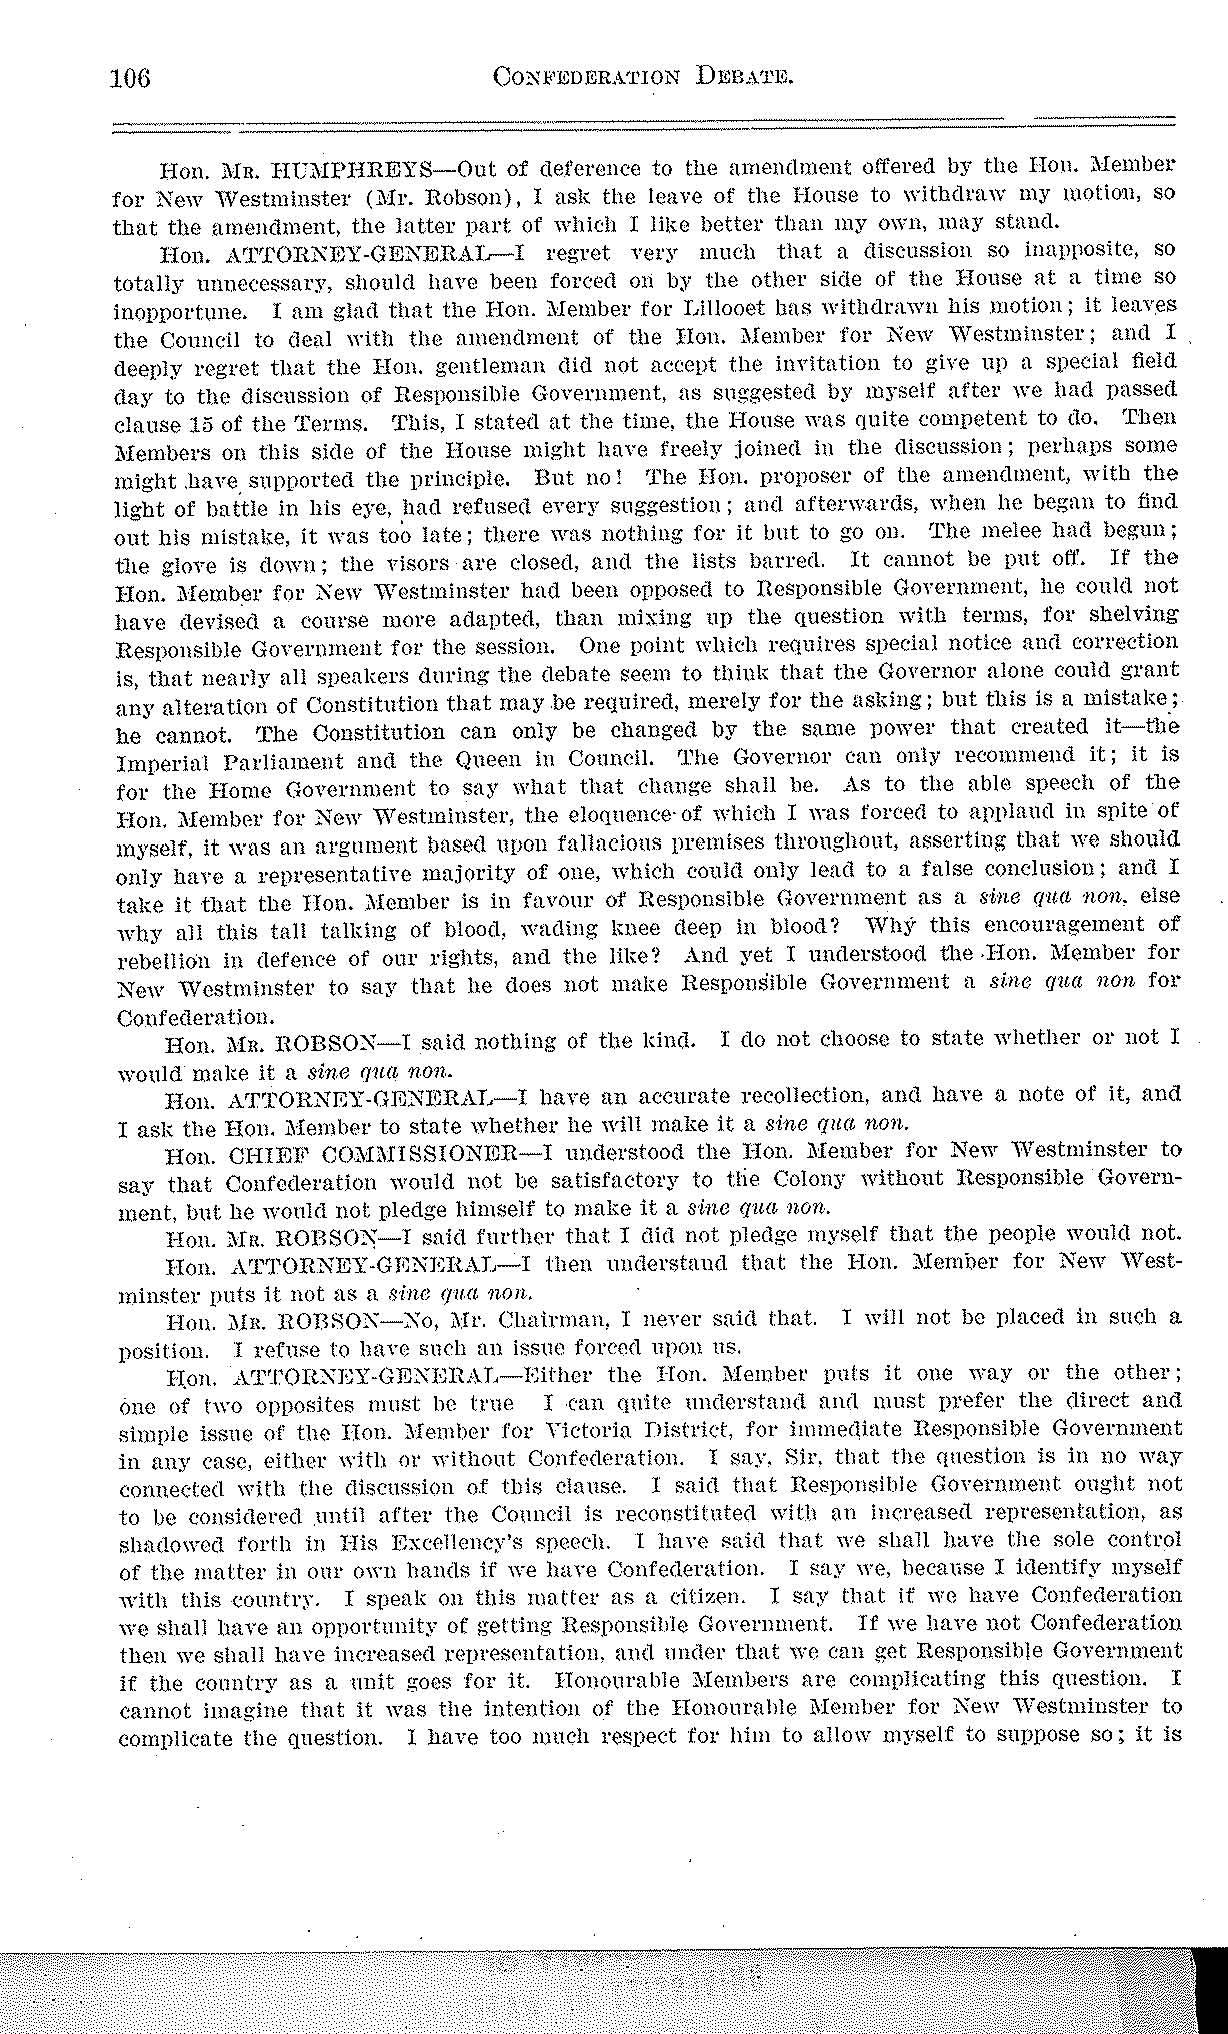 106 CONFEDERATION DEBATE.
Hon. MR. HUMPHREYS—Out of deference to the amendment offered by the Hon. Member
for New Westminster (Mr. Robson), I ask the leave of the House to withdraw my motion, so
that the amendment, the latter part of which I like better than my own, may stand.
Hon. ATTORNEY-GENERAL—I regret very much that a discussion so inapposite, so
totally unnecessary, should have been forced on by the other side of the House at a time so
inopportune. I am glad that the Hon. Member for Lillooet has withdrawn his motion; it leaves
the Council to deal with the amendment of the Hon. Member for New Westminster; and I
deeply regret that the Hon. gentleman did not accept the invitation to give up a special field
day to the discussion of Responsible Government, as suggested by myself after we had passed
clause 15 of the Terms. This, I stated at the time, the House was quite competent to do. Then
Members on this side of the House might have freely joined in the discussion; perhaps some
might have supported the principle. But no! The Hon. proposer of the amendment, with the
light of battle in his eye, had refused every suggestion; and afterwards, when he began to find
out his mistake, it was too late; there was nothing for it but to go on. The melee had begun;
the glove is down; the visors are closed, and the lists barred. It cannot be put off. If the
Hon. Member for New Westminster had been opposed to Responsible Government, he could not
have devised a course more adapted, than mixing up the question with terms, for shelving
Responsible Government for the session. One point which requires special notice and correction
is, that nearly all speakers during the debate seem to think that the Governor alone could grant
any alteration of Constitution that may be required, merely for the asking; but this is a mistake;
he cannot. The Constitution can only be changed by the same power that created it—the
Imperial Parliament and the Queen in Council. The Governor can only recommend it; it is
for the Home Government to say what that change shall be. As to the able speech of the
Hon. Member for New Westminster, the eloquence of which I was forced to applaud in spite of
myself, it was an argument based upon fallacious premises throughout, asserting that we should
only have a representative majority of one, which could only lead to a false conclusion; and I
take it that the Hon. Member is in favour of Responsible Government as a sine qua non, else
why all this tall talking of blood, wading knee deep in blood? Why this encouragement of
rebellion in defence of our rights, and the like? And yet I understood the Hon. Member for
New Westminster to say that he does not make Responsible Government a sine qua non for
Confederation.
Hon. MR. ROBSON—I said nothing of the kind. I do not choose to state whether or not I
would make it a sine qua non.
Hon. ATTORNEY-GENERAL—I have an accurate recollection, and have a note of it, and
I ask the Hon. Member to state whether he will make it a sine qua non.
Hon. CHIEF COMMISSIONER—I understood the Hon. Member for New Westminster to
say that Confederation would not be satisfactory to the Colony without Responsible Govern-
ment, but he would not pledge himself to make it a sine qua non.
Hon. MR. ROBSON—I said further that I did not pledge myself that the people would not.
Hon. ATTORNEY-GENERAL—I then understand that the Hon. Member for New West-
minster puts it not as a sine qua non.
Hon. MR. ROBSON—No, Mr. Chairman, I never said that. I will not be placed in such a
position. I refuse to have such an issue forced upon us.
Hon. ATTORNEY-GENERAL—Either the Hon. Member puts it one way or the other;
one of two opposites must be true I can quite understand and must prefer the direct and
simple issue of the Hon. Member for Victoria District, for immediate Responsible Government
in any case, either with or without Confederation. I say, Sir, that the question is in no way
connected with the discussion of this clause. I said that Responsible Government ought not
to be considered until after the Council is reconstituted with an increased representation, as
shadowed forth in His Excellency's speech. I have said that we shall have the sole control
of the matter in our own hands if we have Confederation. I say we, because I identify myself
with this country. I speak on this matter as a citizen. I say that if we have Confederation
we shall have an opportunity of getting Responsible Government. If we have not Confederation
then we shall have increased representation, and under that we can get Responsible Government
if the country as a unit goes for it. Honourable Members are complicating this question. I
cannot imagine that it was the intention of the Honourable Member for New Westminster to
complicate the question. I have too much respect for him to allow myself to suppose so; it is